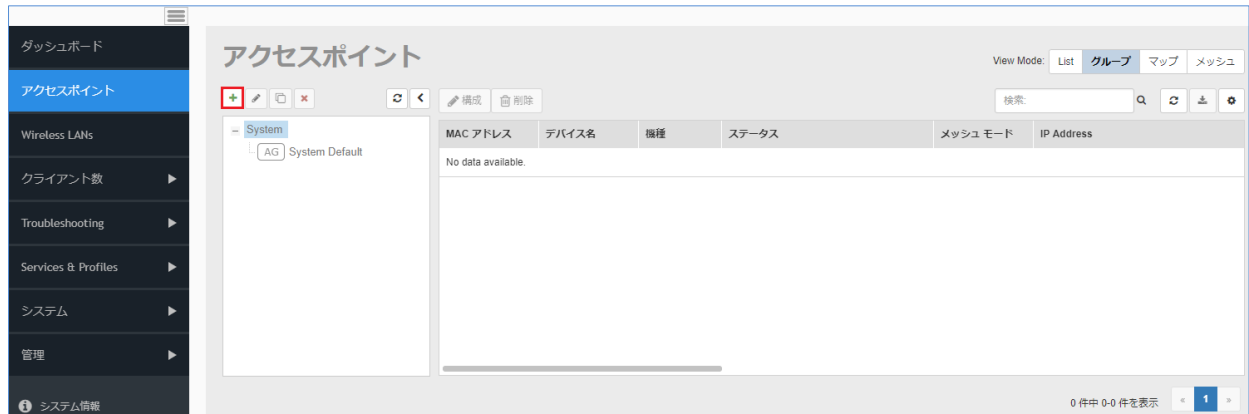 ダッシュボード
アクセスポイント
Wireless LANs
クライアント数
Troubleshooting
Services & Profiles
システム
管理
システム情報
アクセスポイント
View Mode: List グループ マップ メッシュ
構成 削除 検索:
System
AG System Default
MAC アドレス デバイス名 機種 ステータス メッシュ モード IP Address
No data available.
0 件中 0-0 件を表示 « 1 »